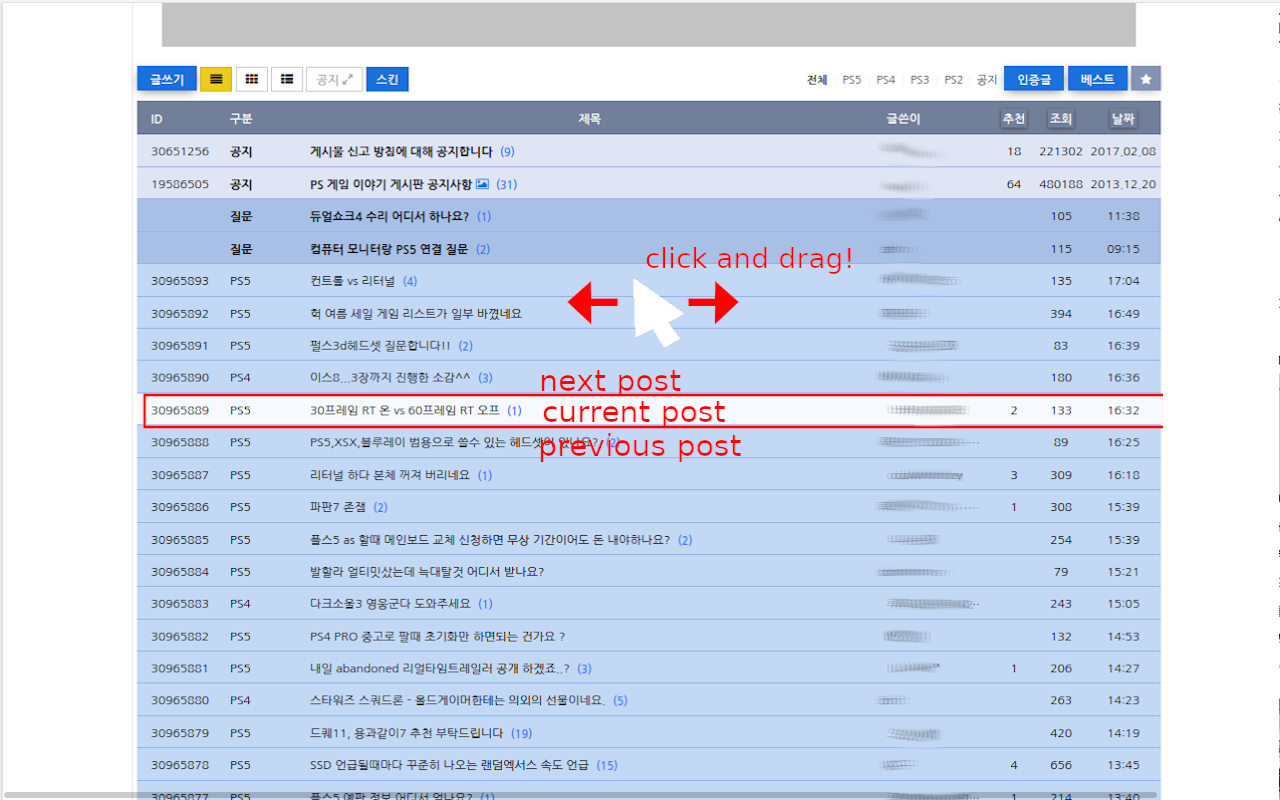 글쓰기 공지 스킨 전체 PS5 PS4 PS3 PS2 공지 인증글 베스트
ID 구분 제목 글쓴이 추천 조회 날짜
30651256 공지 게시물 신고 방침에 대해 공지합니다 (9) 18 221302 2017.02.08
19586505 공지 PS 게임 이야기 게시판 공지사항 (31) 64 480188 2013.12.20
질문 듀얼쇼크4 수리 어디서 하나요? (1) 105 11:38
질문 컴퓨터 모니터랑 PS5 연결 질문 (2) 115 09:15
click and drag!
30965893 PS5 컨트롤 vs 리터널 (4) 135 17:04
30965892 PS5 헉 여름 세일 게임 리스트가 일부 바꼈네요 394 16:49
30965891 PS5 펄스3d헤드셋 질문합니다!! (2) 83 16:39
30965890 PS4 이스8...3장까지 진행한 소감^^ (3) 180 16:36
next post
30965889 PS5 30프레임 RT 온 vs 60프레임 RT 오프 (1) current post 2 133 16:32
30965888 PS5 PS5,XSX,블루레이 범용으로 쓸수 있는 헤드셋이 있나요? (2) 89 16:25
previous post
30965887 PS5 리터널 하다 본체 꺼져 버리네요 (1) 3 309 16:18
30965886 PS5 파판7 존잼 (2) 1 308 15:39
30965885 PS5 플스5 as 할때 메인보드 교체 신청하면 무상 기간이어도 돈 내야하나요? (2) 254 15:39
30965884 PS5 발할라 얼티밋샀는데 늑대탈것 어디서 받나요? 79 15:21
30965883 PS4 다크소울3 영웅군다 도와주세요 (1) 243 15:05
30965882 PS5 PS4 PRO 중고로 팔때 초기화만 하면되는 건가요 ? 132 14:53
30965881 PS5 내일 abandoned 리얼타임트레일러 공개 하겠죠..? (3) 1 206 14:27
30965880 PS4 스타워즈 스쿼드론 - 올드게이머한테는 의외의 선물이네요. (5) 263 14:23
30965879 PS5 드퀘11, 용과같이7 추천 부탁드립니다 (19) 420 14:19
30965878 PS5 SSD 언급될때마다 꾸준히 나오는 랜덤엑서스 속도 언급 (15) 4 656 13:45
30965877 PS5 플스5 예판 정보 어디서 얻나요? (1) 1 214 13:40